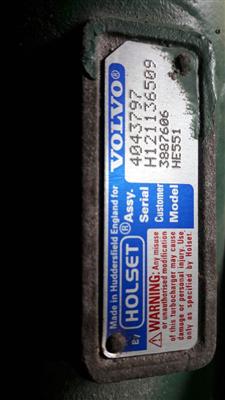 Made in Huddersfield England for VOLVO®
HOLSET®
Assy. 4043797
Serial H121136509
Customer 3887606
Model HE551
WARNING: Any misuse
or unauthorised modification
of this turbocharger may cause
damage or personal injury. Use
only as specified by Holset.